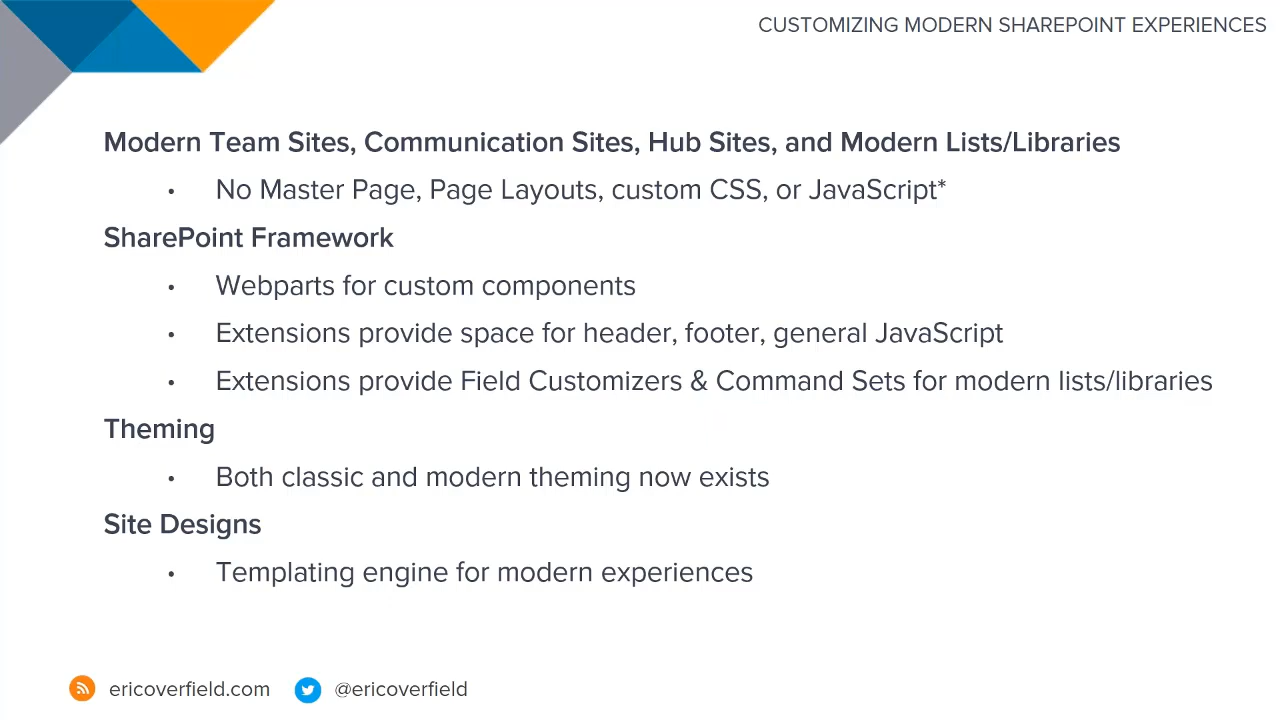 CUSTOMIZING MODERN SHAREPOINT EXPERIENCES
Modern Team Sites, Communication Sites, Hub Sites, and Modern Lists/Libraries
• No Master Page, Page Layouts, custom CSS, or JavaScript*
SharePoint Framework
• Webparts for custom components
• Extensions provide space for header, footer, general JavaScript
• Extensions provide Field Customizers & Command Sets for modern lists/libraries
Theming
• Both classic and modern theming now exists
Site Designs
• Templating engine for modern experiences
ericoverfield.com @ericoverfield